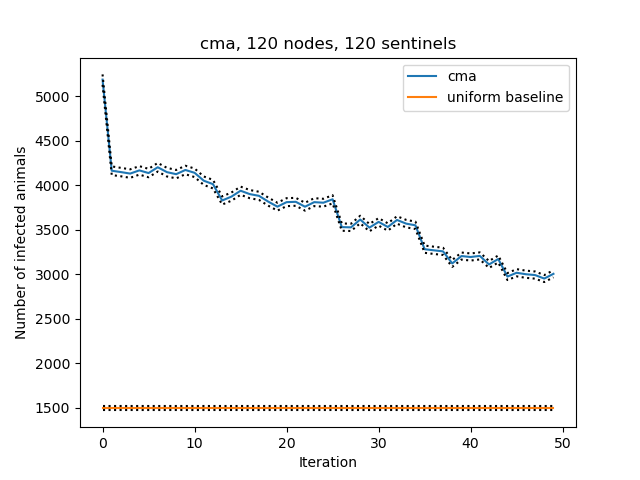 cma, 120 nodes, 120 sentinels
cma
uniform baseline
Number of infected animals
5000
4500
4000
3500
3000
2500
2000
1500
0 10 20 30 40 50
Iteration